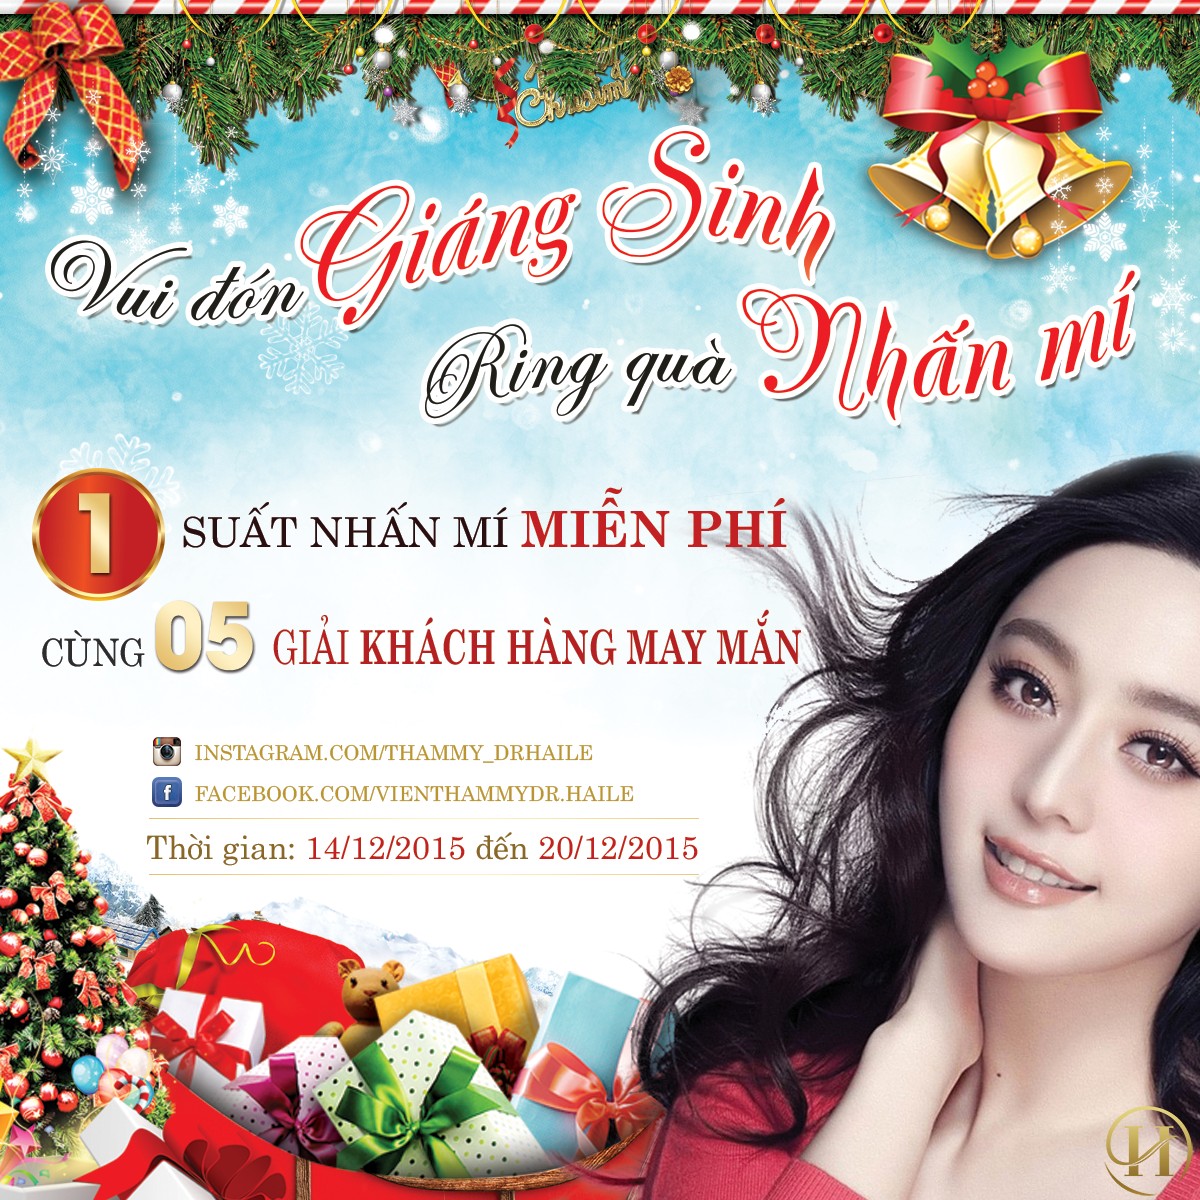 Vui đón Giáng Sinh
Ring quà Nhấn mí
1 SUẤT NHẤN MÍ MIỄN PHÍ
CÙNG 05 GIẢI KHÁCH HÀNG MAY MẮN
INSTAGRAM.COM/THAMMY_DRHAILE
FACEBOOK.COM/VIENTHAMMYDR.HAILE
Thời gian: 14/12/2015 đến 20/12/2015